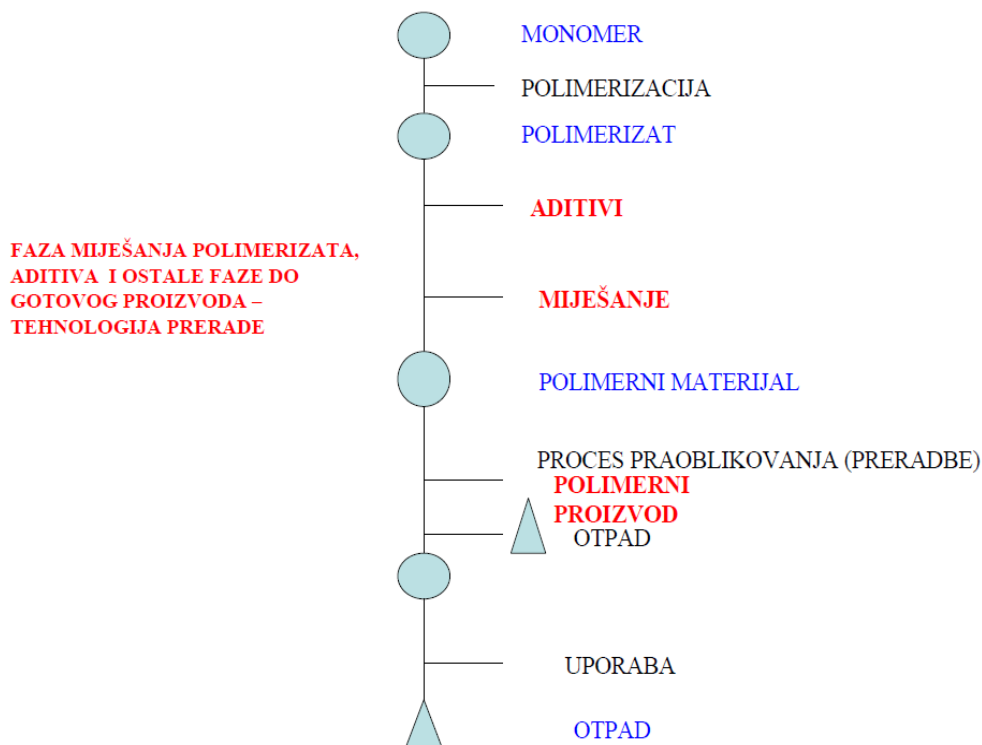 MONOMER
POLIMERIZACIJA
POLIMERIZAT
ADITIVI
FAZA MIJEŠANJA POLIMERIZATA,
ADITIVA I OSTALE FAZE DO
GOTOVOG PROIZVODA –
TEHNOLOGIJA PRERADE
MIJEŠANJE
POLIMERNI MATERIJAL
PROCES PRAOBLIKOVANJA (PRERADBE)
POLIMERNI
PROIZVOD
OTPAD
UPORABA
OTPAD